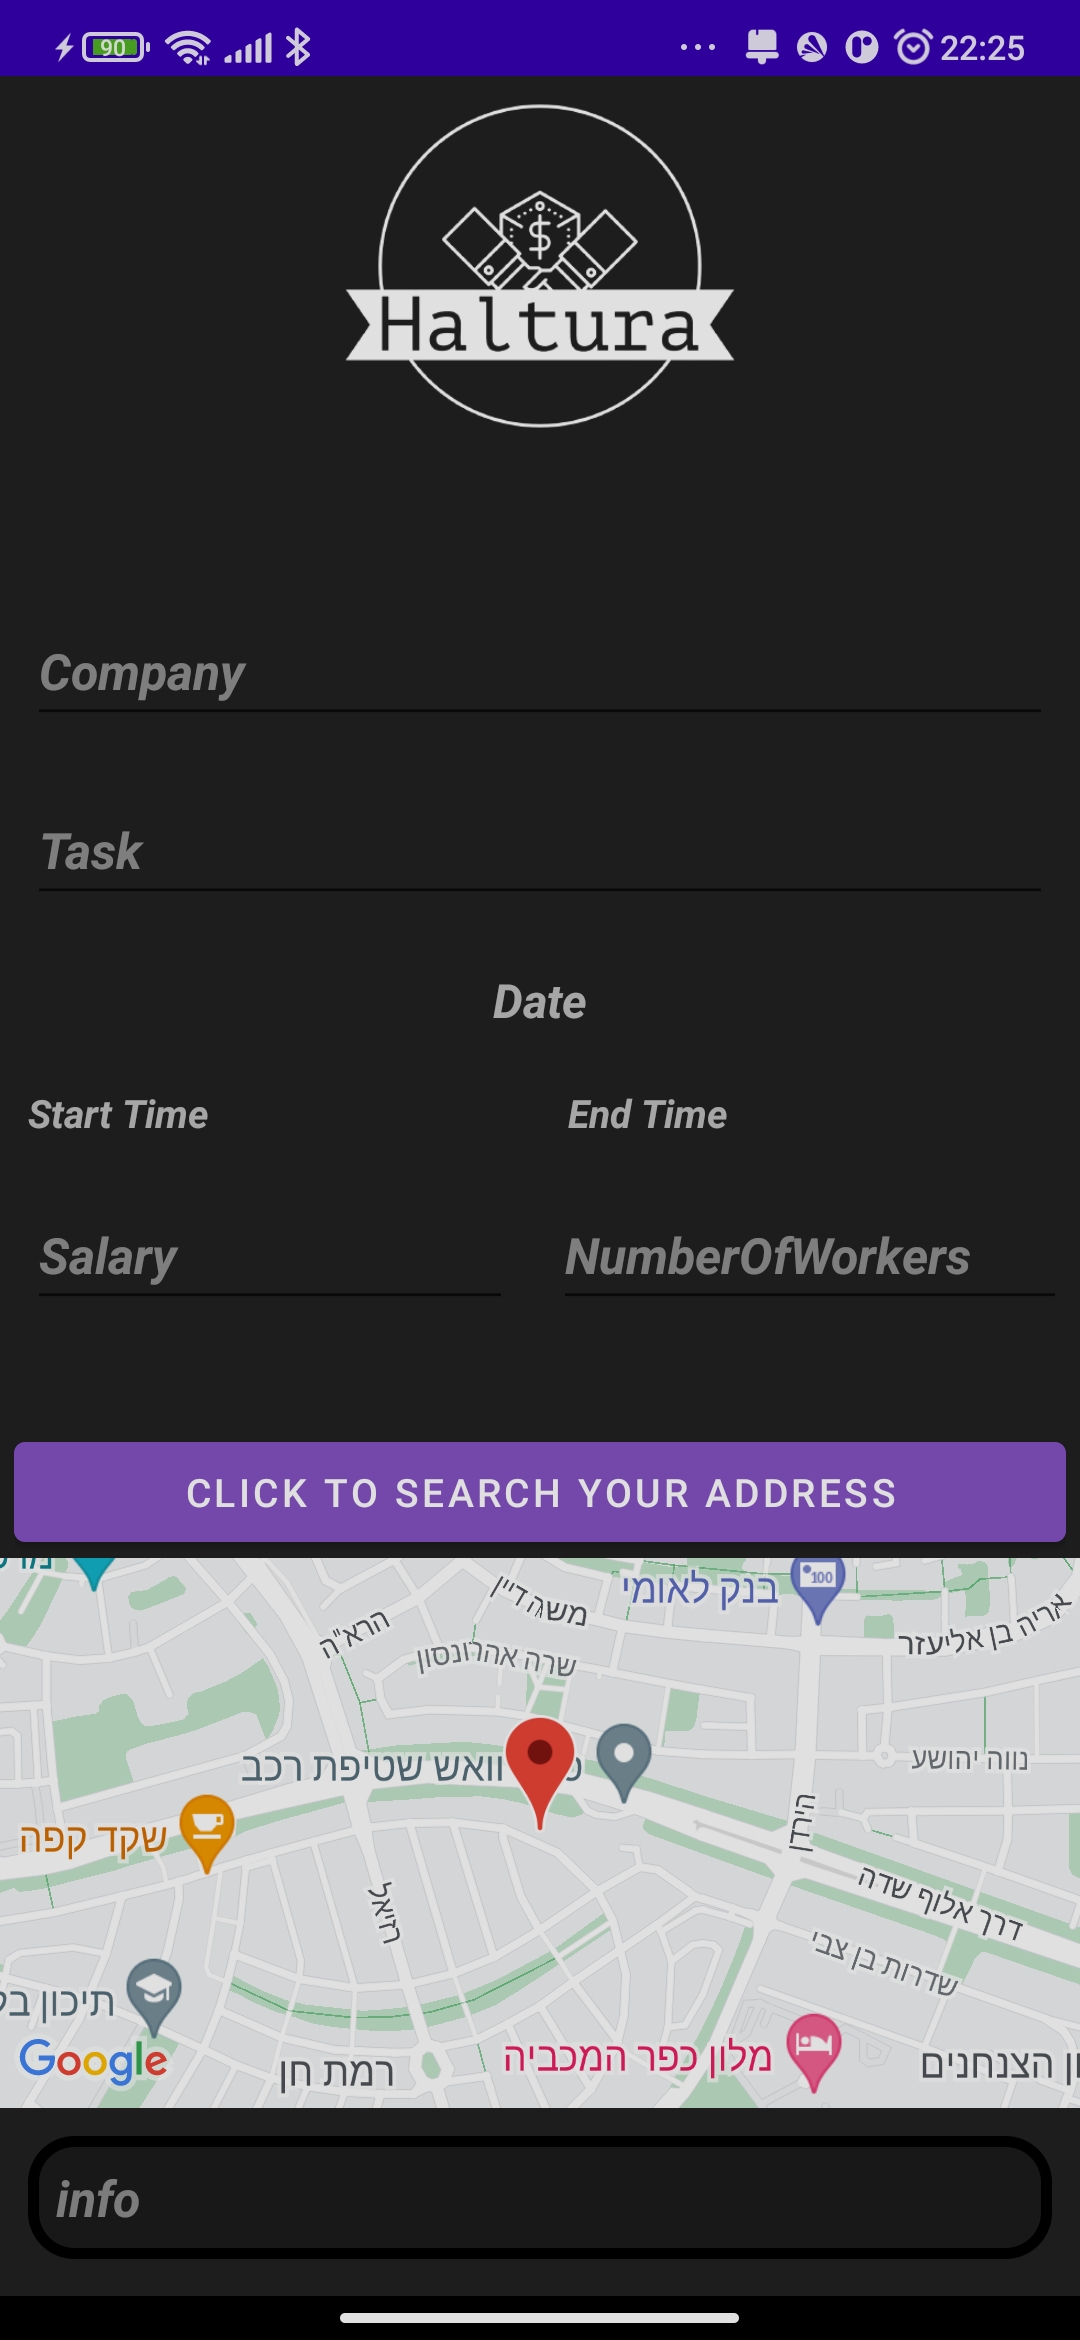 90
22:25
$
Haltura
Company
Task
Date
Start Time
End Time
Salary
NumberOfWorkers
CLICK TO SEARCH YOUR ADDRESS
100
בנק לאומי
אריה בן אליעזר
הרא"ה
שרה אהרונסון
וואש שטיפת רכב
נווה יהושע
שקד קפה
הירדן
דרך אלוף שדה
רזיאל
שדרות בן צבי
תיכון
Google
רמת חן
מלון כפר המכביה
הצנחנים
info